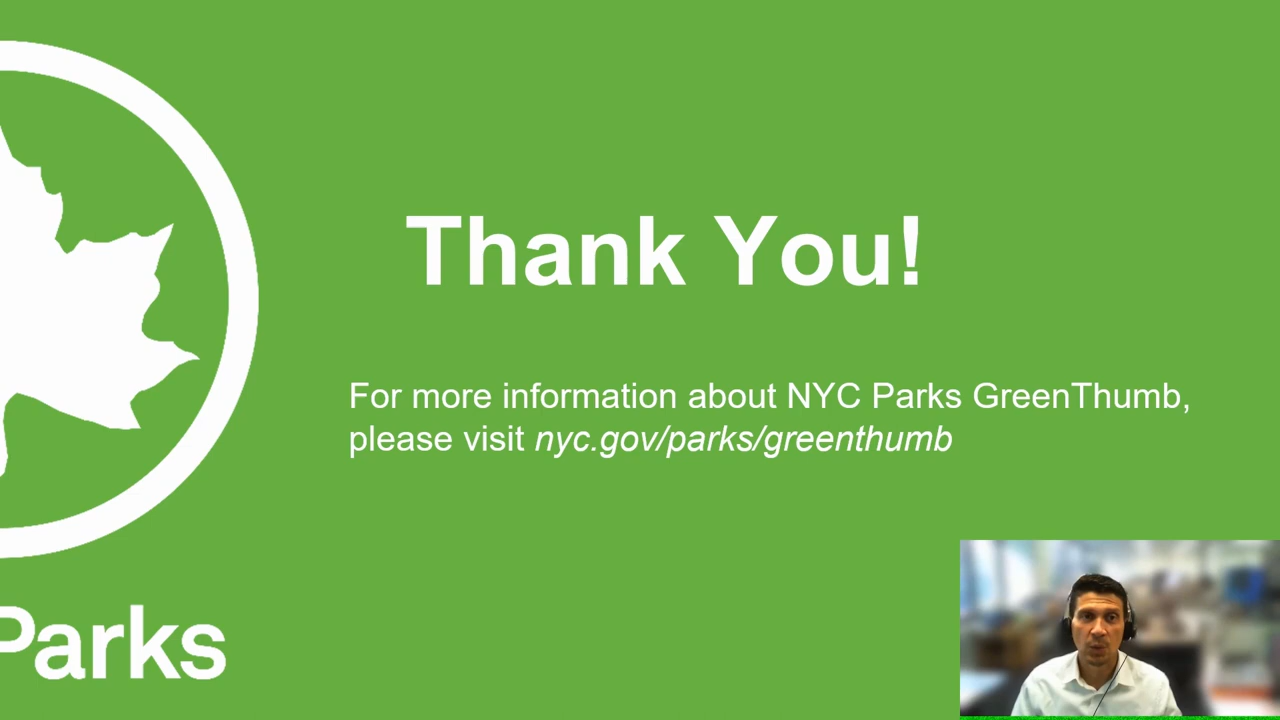 Thank You!
For more information about NYC Parks GreenThumb,
please visit nyc.gov/parks/greenthumb
Parks